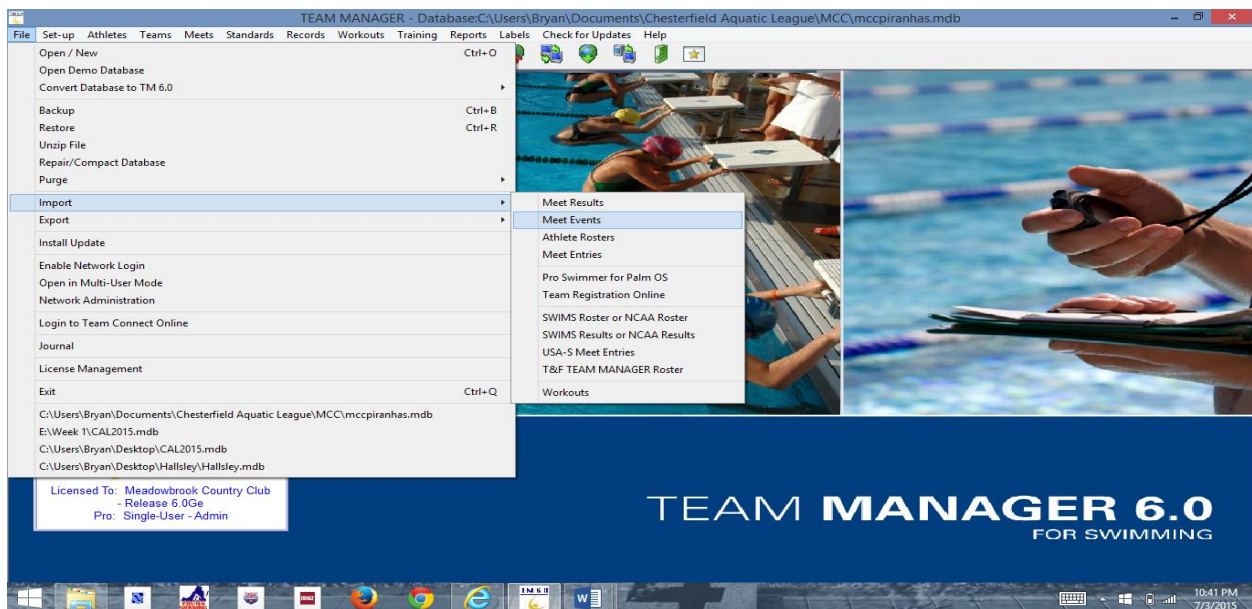 TEAM MANAGER - Database:C:\Users\Bryan\Documents\Chesterfield Aquatic League\MCC\mccpiranhas.mdb
File Set-up Athletes Teams Meets Standards Records Workouts Training Reports Labels Check for Updates Help
Open / New Ctrl+O
Open Demo Database
Convert Database to TM 6.0
Backup Ctrl+B
Restore Ctrl+R
Unzip File
Repair/Compact Database
Purge
Import
Export
Install Update
Enable Network Login
Open in Multi-User Mode
Network Administration
Login to Team Connect Online
Journal
License Management
Exit Ctrl+Q
C:\Users\Bryan\Documents\Chesterfield Aquatic League\MCC\mccpiranhas.mdb
E:\Week 1\CAL2015.mdb
C:\Users\Bryan\Desktop\CAL2015.mdb
C:\Users\Bryan\Desktop\Hallsley\Hallsley.mdb
Meet Results
Meet Events
Athlete Rosters
Meet Entries
Pro Swimmer for Palm OS
Team Registration Online
SWIMS Roster or NCAA Roster
SWIMS Results or NCAA Results
USA-S Meet Entries
T&F TEAM MANAGER Roster
Workouts
Licensed To: Meadowbrook Country Club
- Release 6.0Ge
Pro: Single-User - Admin
TEAM MANAGER 6.0
FOR SWIMMING
10:41 PM
7/3/2015